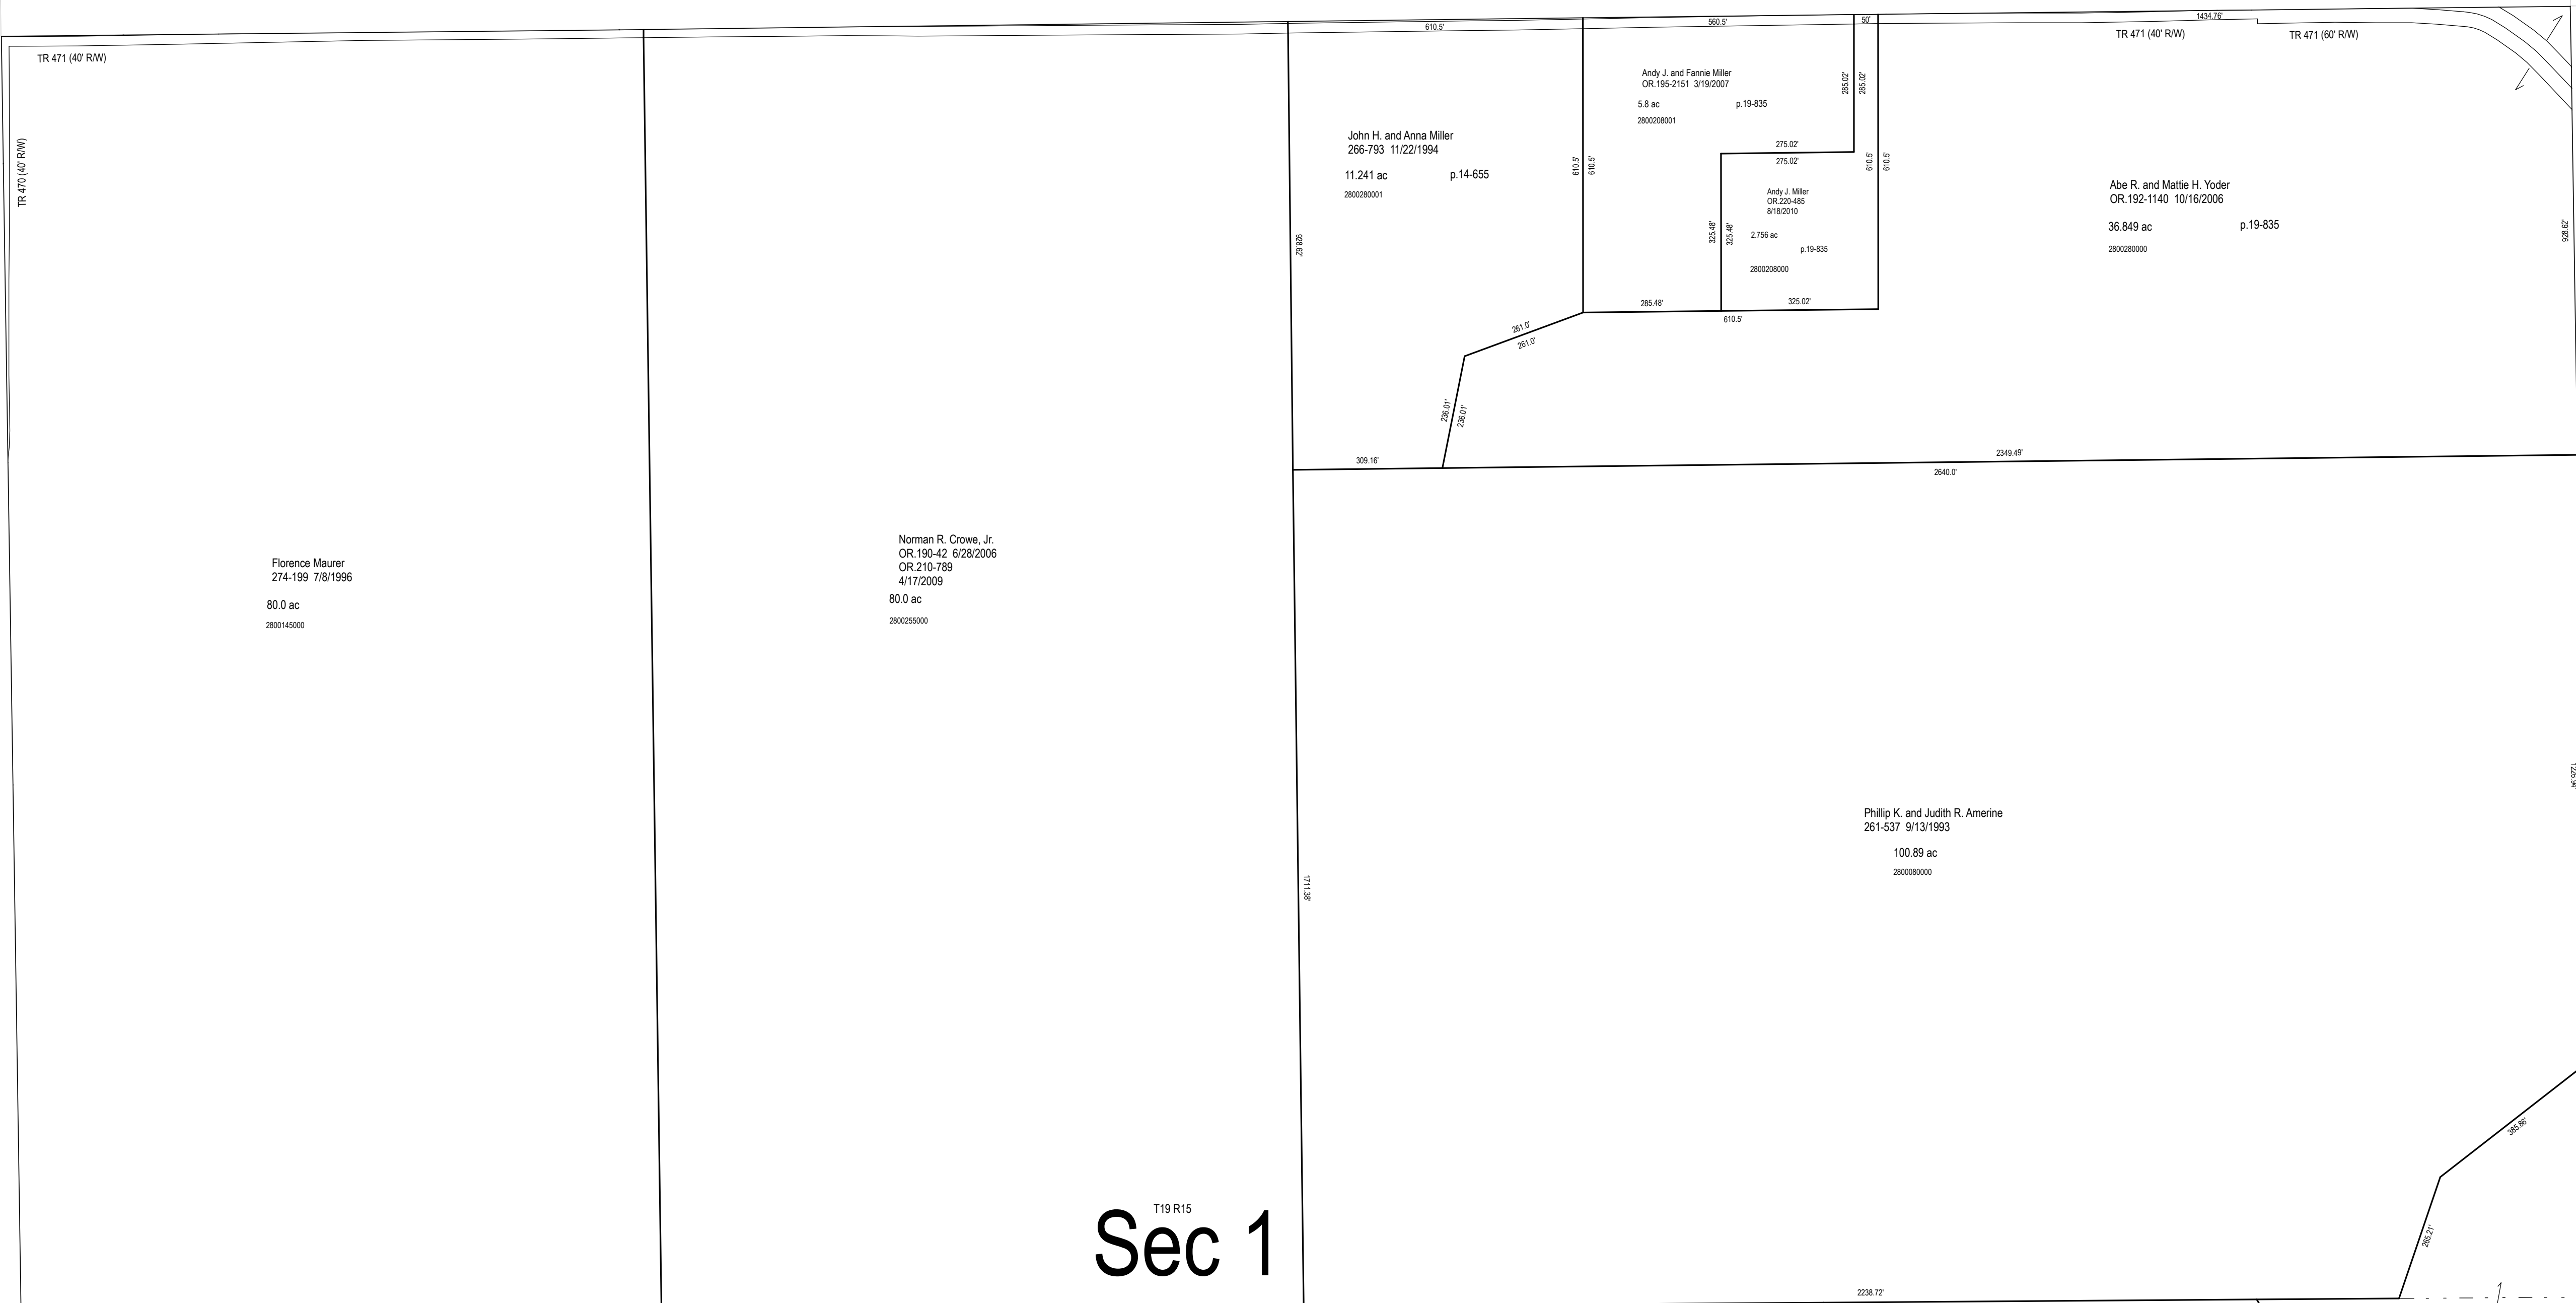 610.5'
560.5'
50'
1434.76'
TR 471 (40' R/W)
TR 471 (40' R/W)
TR 471 (60' R/W)
TR 470 (40' R/W)
Andy J. and Fannie Miller
OR.195-2151 3/19/2007
5.8 ac p.19-835
2800208001
285.02'
285.02'
John H. and Anna Miller
266-793 11/22/1994
11.241 ac p.14-655
2800280001
610.5'
610.5'
275.02'
275.02'
610.5'
610.5'
Andy J. Miller
OR.220-485
8/18/2010
2.756 ac
p.19-835
2800208000
Abe R. and Mattie H. Yoder
OR.192-1140 10/16/2006
36.849 ac p.19-835
2800280000
928.62'
928.62'
325.48'
325.48'
285.48'
325.02'
610.5'
261.0'
261.0'
236.01'
236.01'
309.16'
2349.49'
2640.0'
Florence Maurer
274-199 7/8/1996
80.0 ac
2800145000
Norman R. Crowe, Jr.
OR.190-42 6/28/2006
OR.210-789
4/17/2009
80.0 ac
2800255000
1226.94'
Phillip K. and Judith R. Amerine
261-537 9/13/1993
100.89 ac
2800080000
1711.38'
385.86'
265.21'
T19 R15
Sec 1
2238.72'